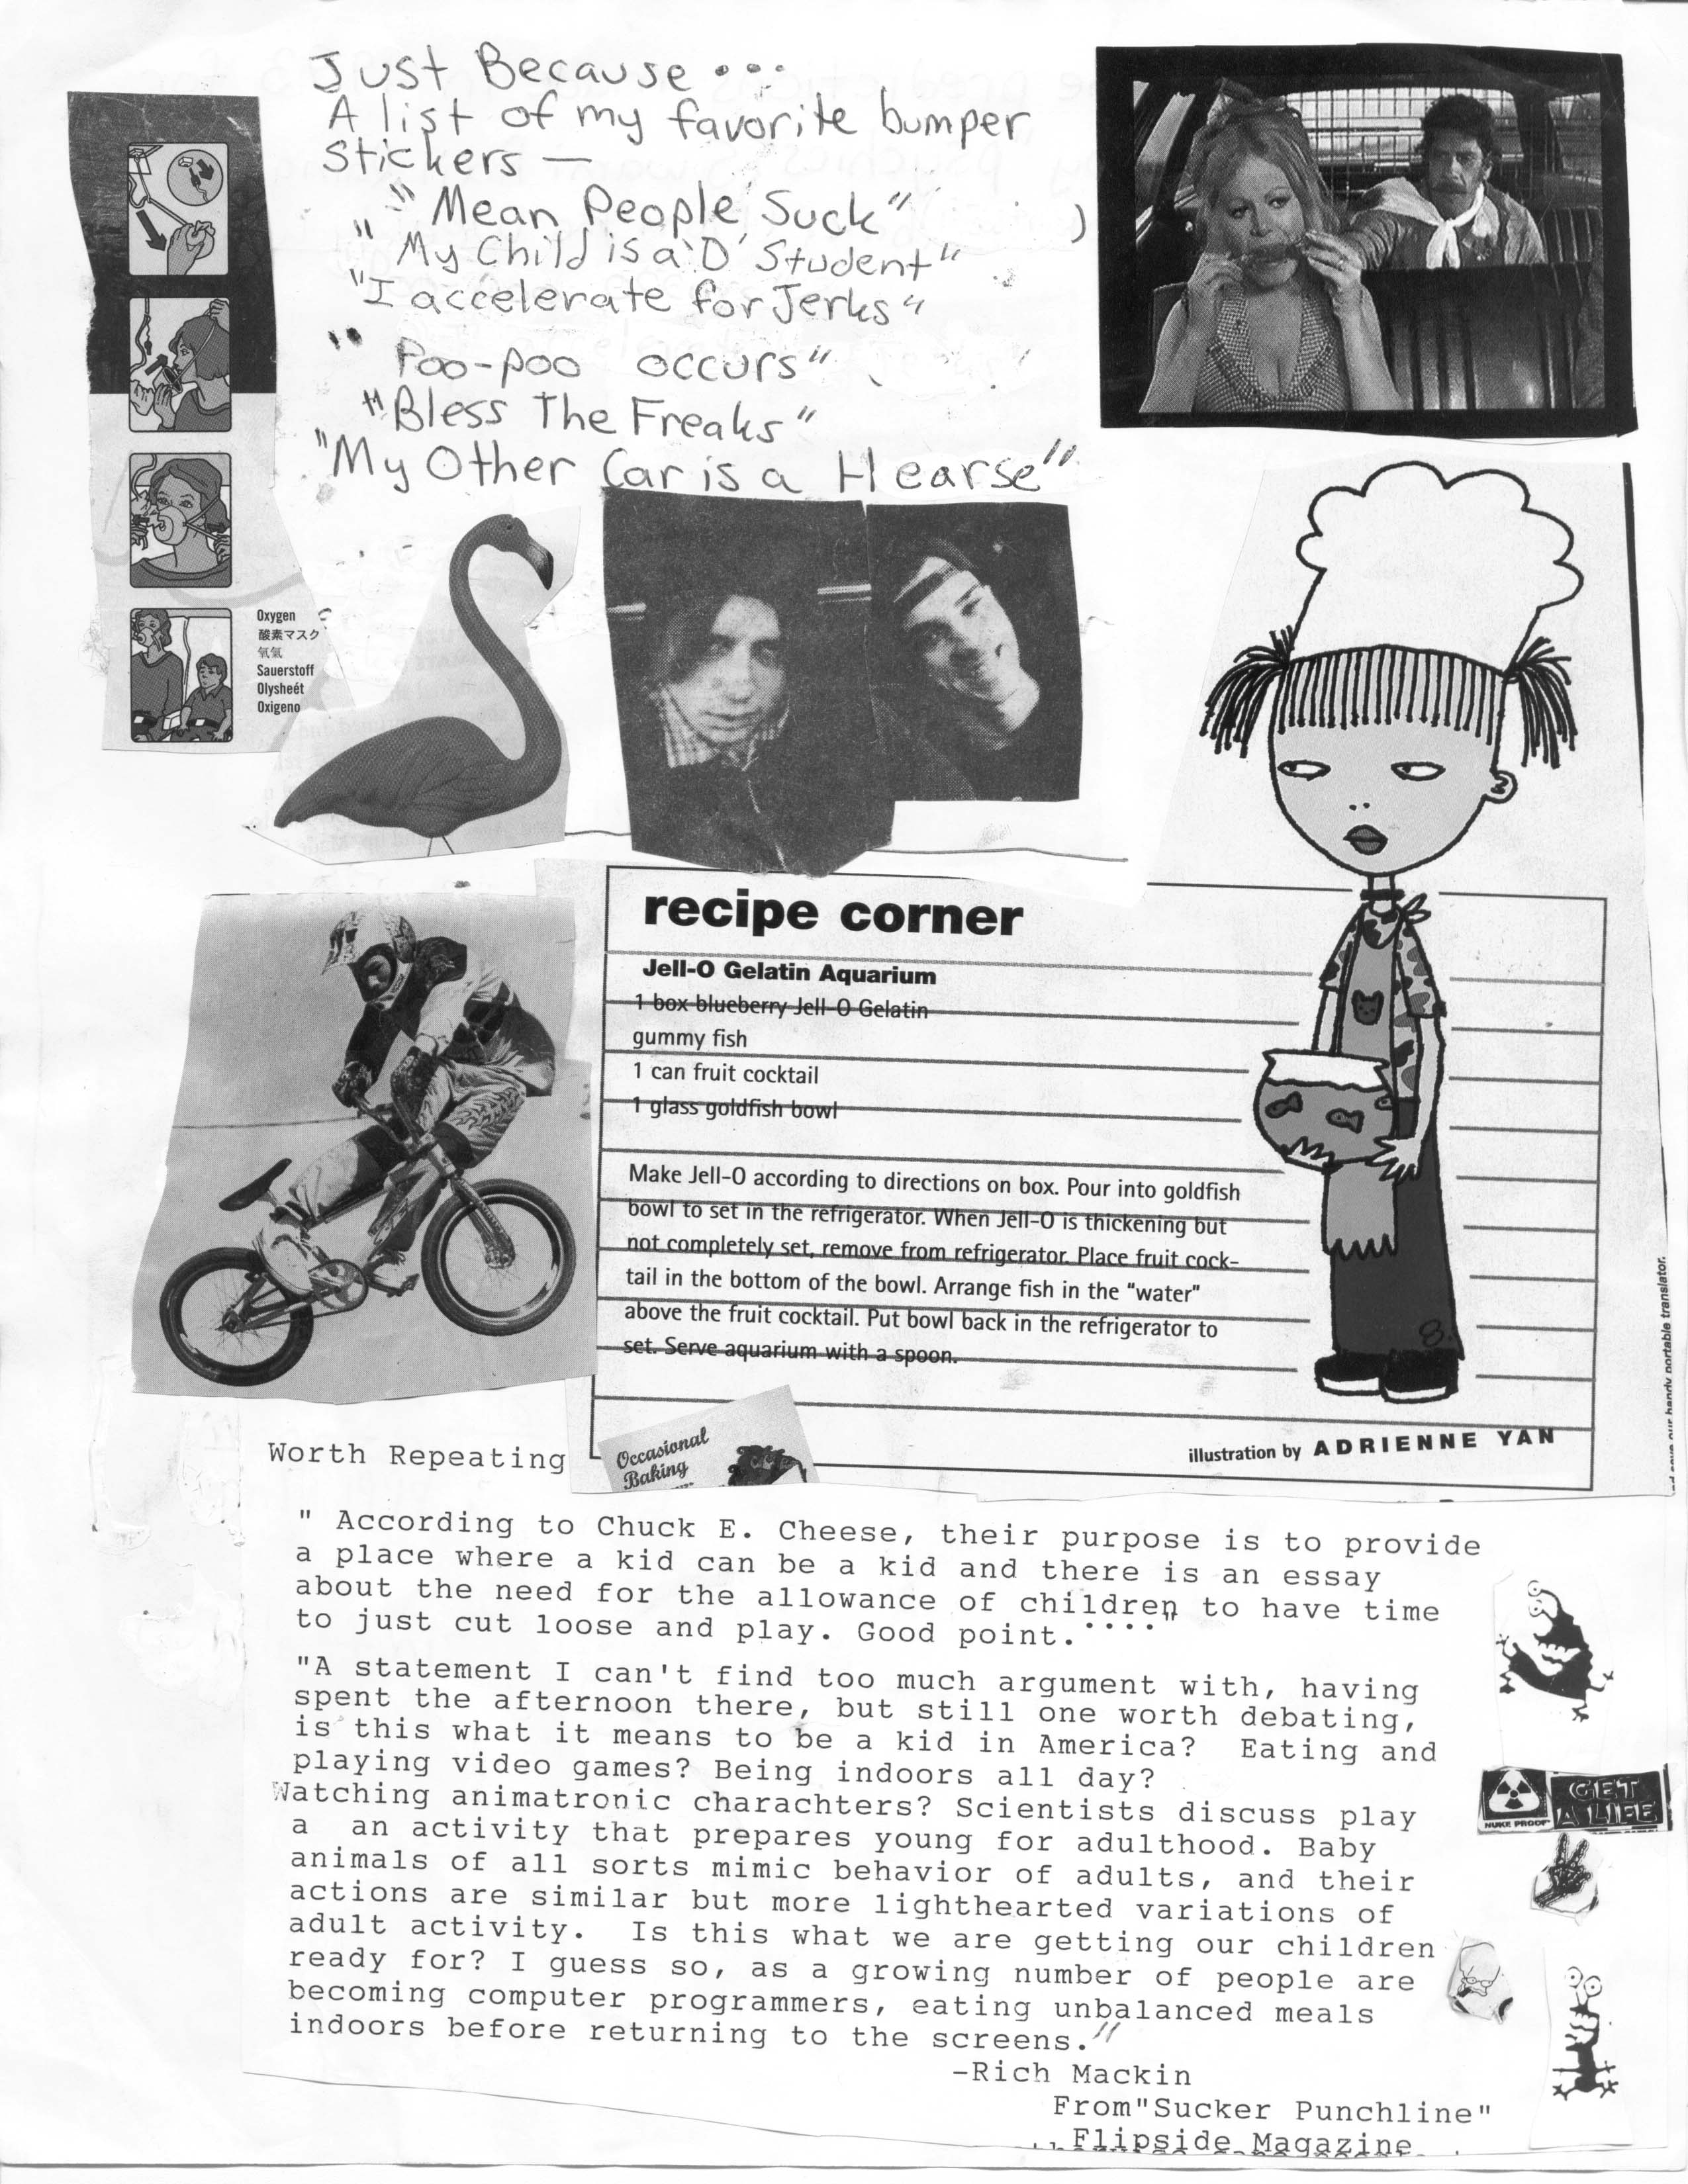 Just Because...
A list of my favorite bumper
stickers —
"Mean People Suck"
"My Child is a 'D' Student"
"I accelerate for Jerks"
"Poo-poo occurs"
"Bless The Freaks"
"My Other Car is a Hearse"
Oxygen
酸素マスク
氧氣
Sauerstoff
Olysheét
Oxigeno
recipe corner
Jell-O Gelatin Aquarium
1 box blueberry Jell-O Gelatin
gummy fish
1 can fruit cocktail
1 glass goldfish bowl
Make Jell-O according to directions on box. Pour into goldfish
bowl to set in the refrigerator. When Jell-O is thickening but
not completely set, remove from refrigerator. Place fruit cock-
tail in the bottom of the bowl. Arrange fish in the "water"
above the fruit cocktail. Put bowl back in the refrigerator to
set. Serve aquarium with a spoon.
illustration by ADRIENNE YAN
our handy portable translator.
Occasional
Baking
Worth Repeating
" According to Chuck E. Cheese, their purpose is to provide
a place where a kid can be a kid and there is an essay
about the need for the allowance of children to have time
to just cut loose and play. Good point...."
"A statement I can't find too much argument with, having
spent the afternoon there, but still one worth debating,
is this what it means to be a kid in America? Eating and
playing video games? Being indoors all day?
Watching animatronic charachters? Scientists discuss play
a an activity that prepares young for adulthood. Baby
animals of all sorts mimic behavior of adults, and their
actions are similar but more lighthearted variations of
adult activity. Is this what we are getting our children
ready for? I guess so, as a growing number of people are
becoming computer programmers, eating unbalanced meals
indoors before returning to the screens."
-Rich Mackin
From"Sucker Punchline"
Flipside Magazine
NUKE PROOF
GET
A LIFE